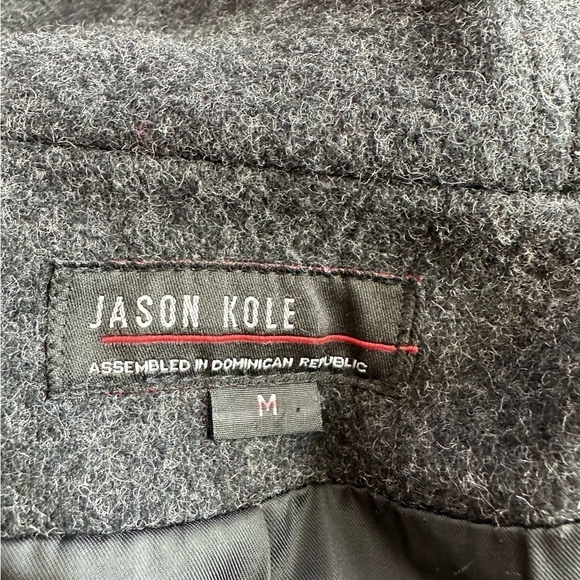 JASON KOLE
ASSEMBLED IN DOMINICAN REPUBLIC
M